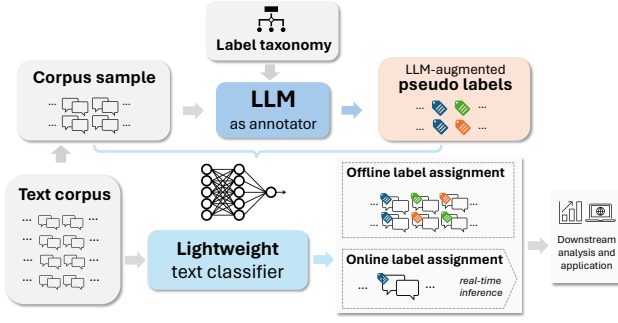 Label taxonomy
Corpus sample
... ...
... ...
LLM
as annotator
LLM-augmented
pseudo labels
... ...
... ...
Text corpus
... ...
... ...
... ...
... ...
Lightweight
text classifier
Offline label assignment
... ...
... ...
Online label assignment
... ...
real-time
inference
Downstream
analysis and
application